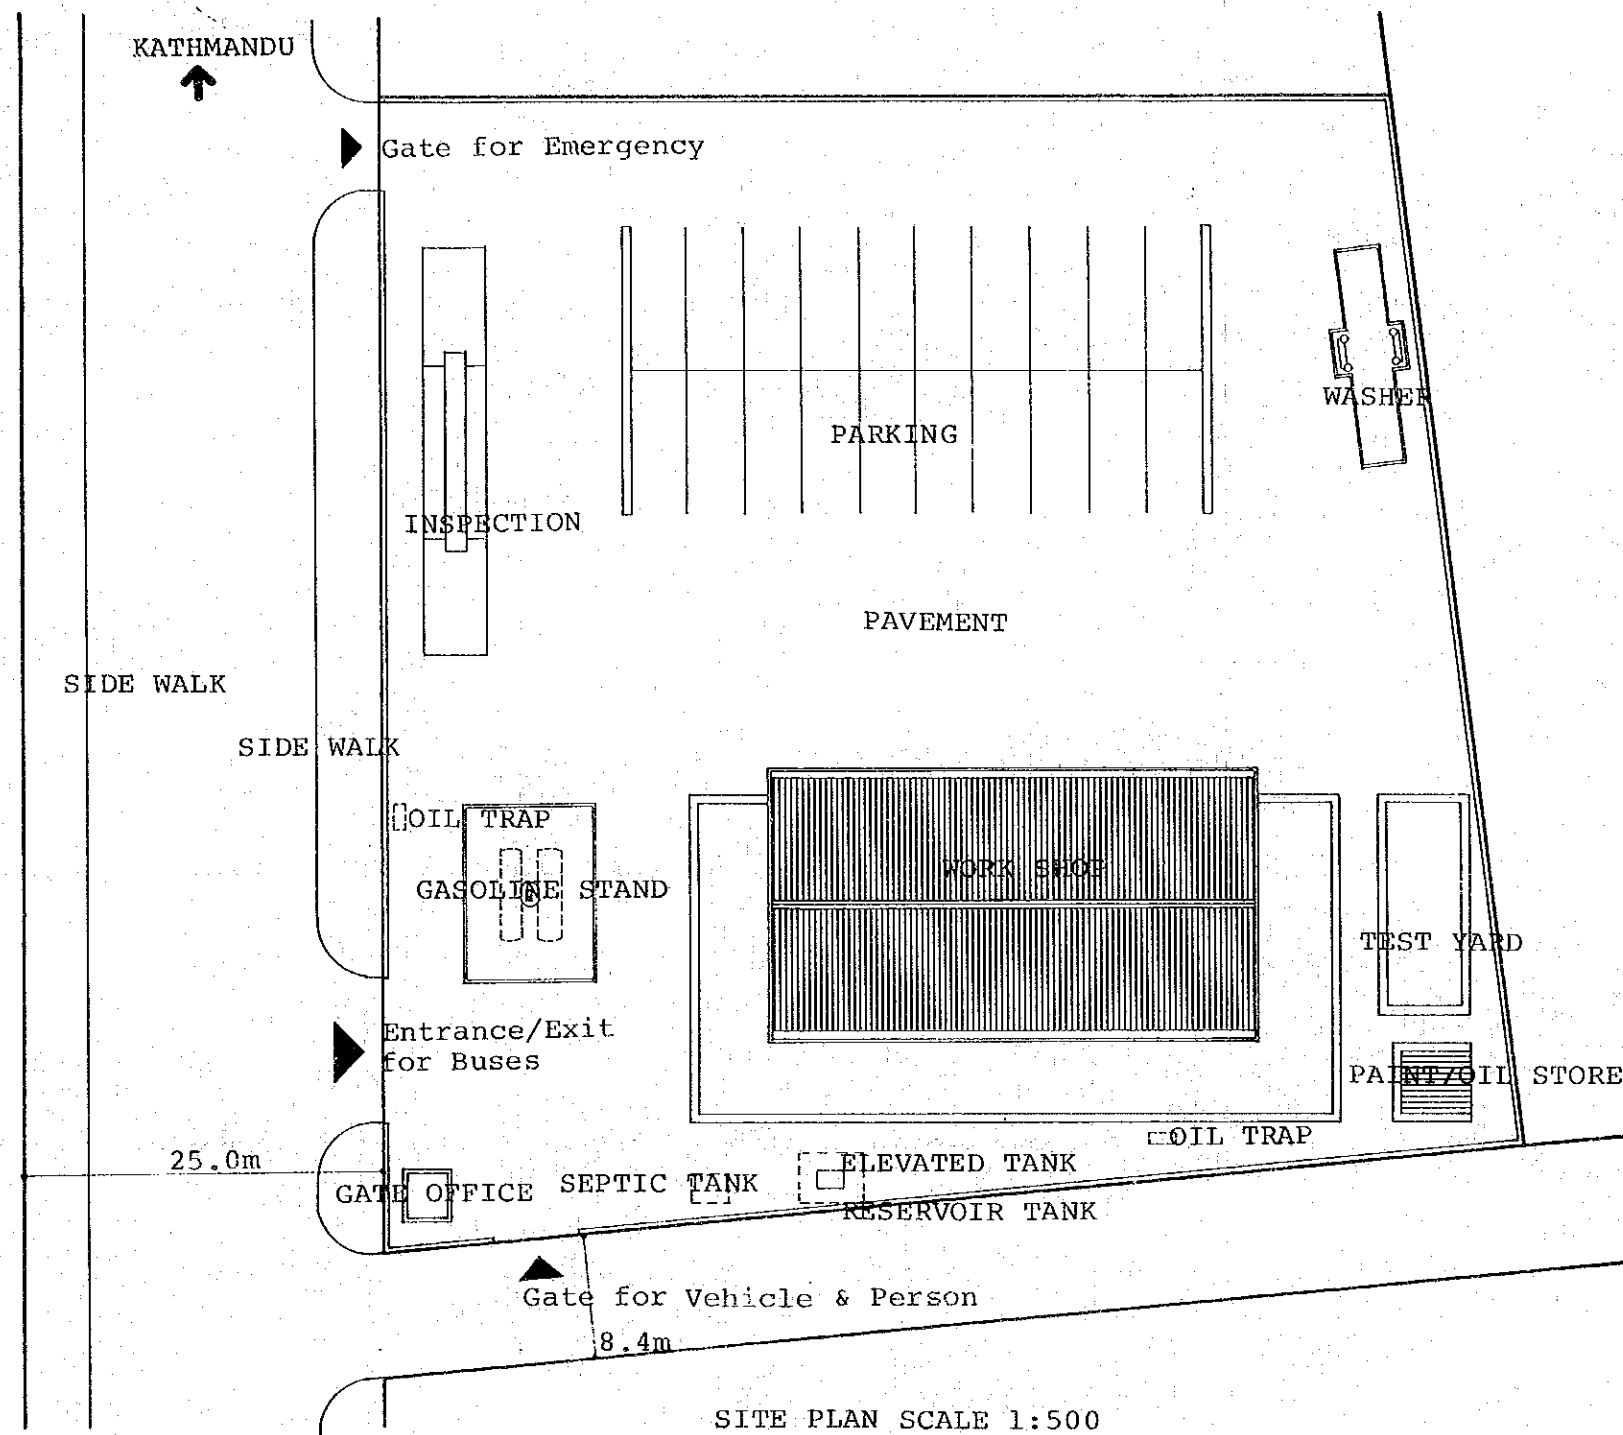 KATHMANDU
Gate for Emergency
WASHER
PARKING
INSPECTION
PAVEMENT
SIDE WALK
SIDE WALK
OIL TRAP
WORK SHOP
GASOLINE STAND
TEST YARD
Entrance/Exit
for Buses
PAINT/OIL STORE
OIL TRAP
25.0m
ELEVATED TANK
SEPTIC TANK
GATE OFFICE
RESERVOIR TANK
Gate for Vehicle & Person
8.4m
SITE PLAN SCALE 1:500